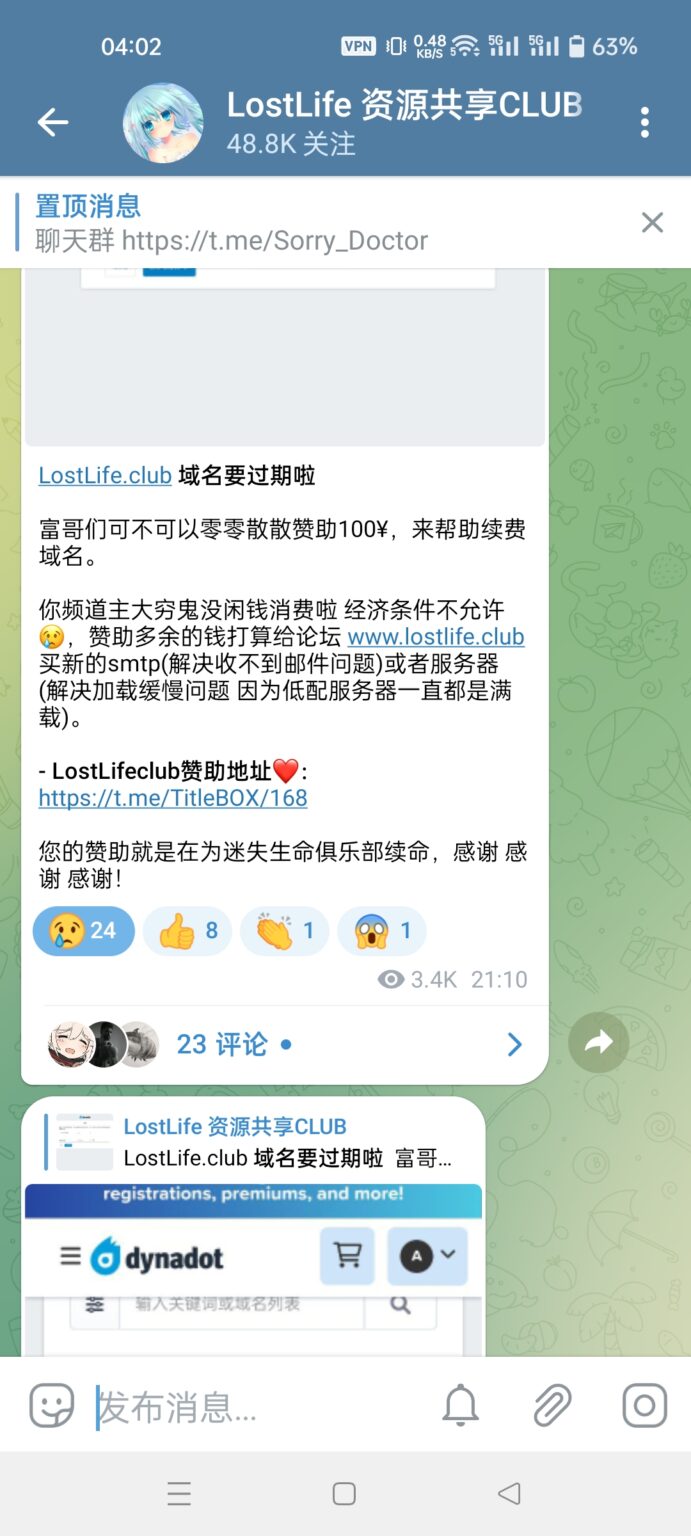 04:02
VPN 0.48 KB/S 5 5G 5G 63%
LostLife 资源共享CLUB
48.8K 关注
置顶消息
聊天群 https://t.me/Sorry_Doctor
LostLife.club 域名要过期啦
富哥们可不可以零零散散赞助100¥，来帮助续费
域名。
你频道主大穷鬼没闲钱消费啦 经济条件不允许
😢，赞助多余的钱打算给论坛 www.lostlife.club
买新的smtp(解决收不到邮件问题)或者服务器
(解决加载缓慢问题 因为低配服务器一直都是满
载)。
- LostLifeclub赞助地址❤️：
https://t.me/TitleBOX/168
您的赞助就是在为迷失生命俱乐部续命，感谢 感
谢 感谢！
😢 24 👍 8 👏 1 😱 1
3.4K 21:10
23 评论
LostLife 资源共享CLUB
LostLife.club 域名要过期啦 富哥...
registrations, premiums, and more!
dynadot A
输入关键词或域名列表
发布消息...